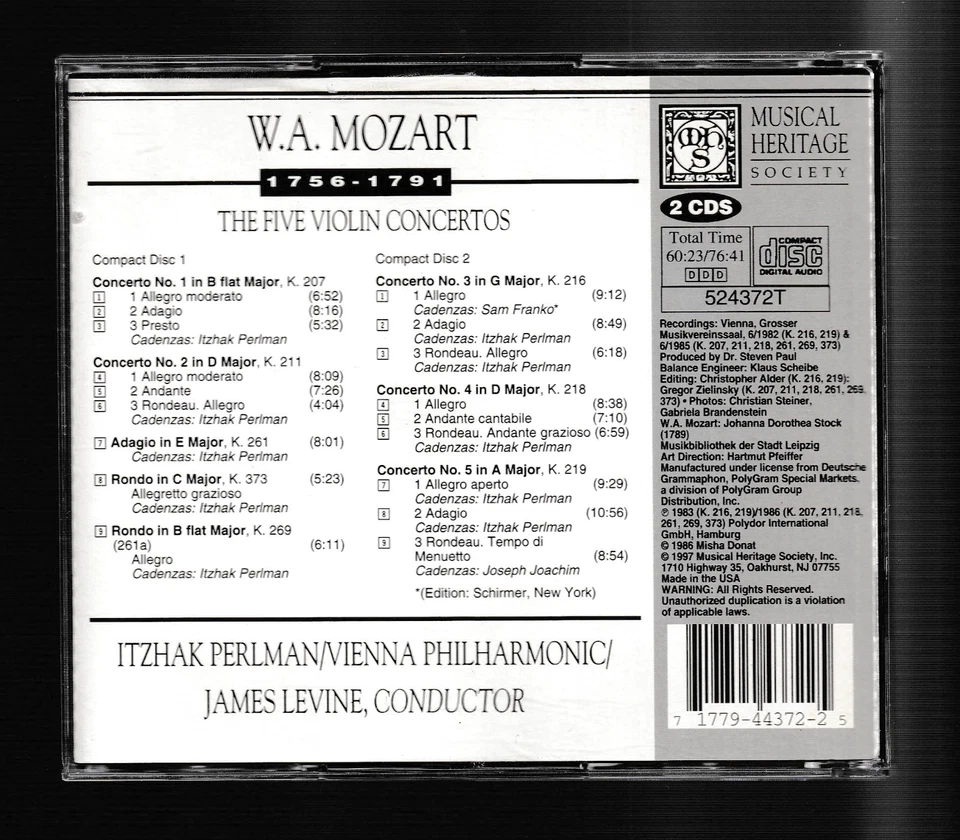 W.A. MOZART
1756-1791
THE FIVE VIOLIN CONCERTOS
Compact Disc 1
Concerto No. 1 in B flat Major, K. 207
1 1 Allegro moderato (6:52)
2 2 Adagio (8:16)
3 3 Presto (5:32)
Cadenzas: Itzhak Perlman
Concerto No. 2 in D Major, K. 211
4 1 Allegro moderato (8:09)
5 2 Andante (7:26)
6 3 Rondeau. Allegro (4:04)
Cadenzas: Itzhak Perlman
7 Adagio in E Major, K. 261 (8:01)
Cadenzas: Itzhak Perlman
8 Rondo in C Major, K. 373 (5:23)
Allegretto grazioso
Cadenzas: Itzhak Perlman
9 Rondo in B flat Major, K. 269
(261a) (6:11)
Allegro
Cadenzas: Itzhak Perlman
Compact Disc 2
Concerto No. 3 in G Major, K. 216
1 1 Allegro (9:12)
Cadenzas: Sam Franko*
2 2 Adagio (8:49)
Cadenzas: Itzhak Perlman
3 3 Rondeau. Allegro (6:18)
Cadenzas: Itzhak Perlman
Concerto No. 4 in D Major, K. 218
4 1 Allegro (8:38)
5 2 Andante cantabile (7:10)
6 3 Rondeau. Andante grazioso (6:59)
Cadenzas: Itzhak Perlman
Concerto No. 5 in A Major, K. 219
7 1 Allegro aperto (9:29)
Cadenzas: Itzhak Perlman
8 2 Adagio (10:56)
Cadenzas: Itzhak Perlman
9 3 Rondeau. Tempo di
Menuetto (8:54)
Cadenzas: Joseph Joachim
*(Edition: Schirmer, New York)
ITZHAK PERLMAN/VIENNA PHILHARMONIC/
JAMES LEVINE, CONDUCTOR
mh
S
MUSICAL
HERITAGE
SOCIETY
2 CDS
Total Time
60:23/76:41
DDD
COMPACT
disc
DIGITAL AUDIO
524372T
Recordings: Vienna, Grosser
Musikvereinssaal, 6/1982 (K. 216, 219) &
6/1985 (K. 207, 211, 218, 261, 269, 373)
Produced by Dr. Steven Paul
Balance Engineer: Klaus Scheibe
Editing: Christopher Alder (K. 216, 219):
Gregor Zielinsky (K. 207, 211, 218, 261, 269,
373) • Photos: Christian Steiner,
Gabriela Brandenstein
W.A. Mozart: Johanna Dorothea Stock
(1789)
Musikbibliothek der Stadt Leipzig
Art Direction: Hartmut Pfeiffer
Manufactured under license from Deutsche
Grammaphon, PolyGram Special Markets,
a division of PolyGram Group
Distribution, Inc.
℗ 1983 (K. 216, 219)/1986 (K. 207, 211, 218,
261, 269, 373) Polydor International
GmbH, Hamburg
© 1986 Misha Donat
© 1997 Musical Heritage Society, Inc.
1710 Highway 35, Oakhurst, NJ 07755
Made in the USA
WARNING: All Rights Reserved.
Unauthorized duplication is a violation
of applicable laws.
7 1779-44372-2 5